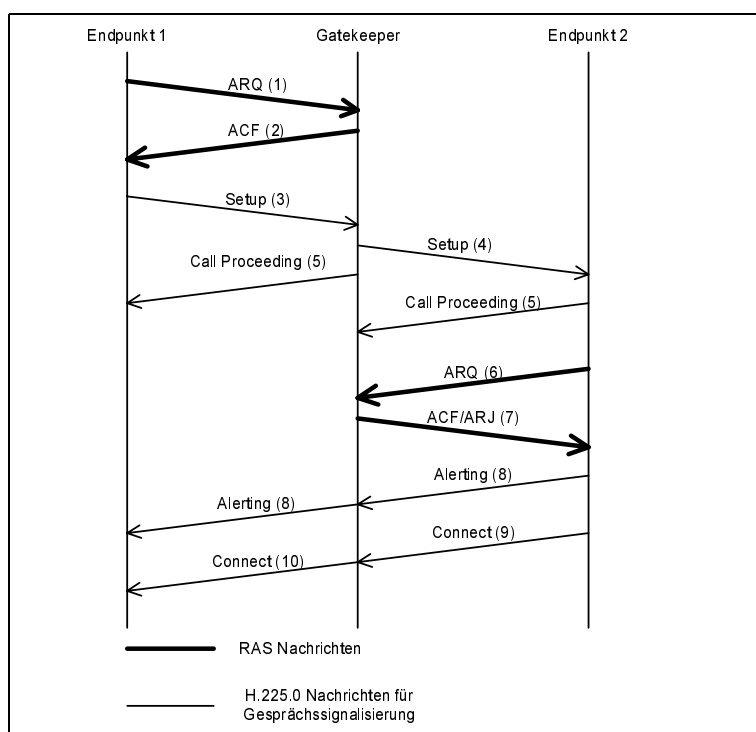 Endpunkt 1 Gatekeeper Endpunkt 2
ARQ (1)
ACF (2)
Setup (3)
Setup (4)
Call Proceeding (5)
Call Proceeding (5)
ARQ (6)
ACF/ARJ (7)
Alerting (8)
Alerting (8)
Connect (9)
Connect (10)
RAS Nachrichten
H.225.0 Nachrichten für
Gesprächssignalisierung